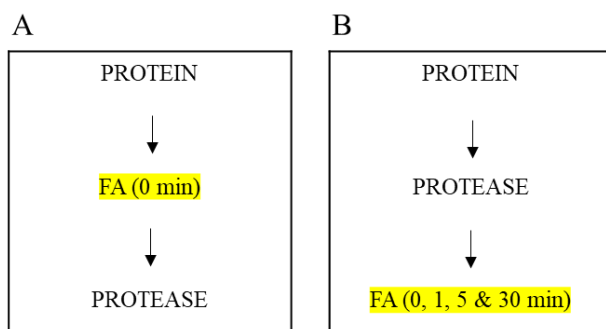 A
PROTEIN
FA (0 min)
PROTEASE
B
PROTEIN
PROTEASE
FA (0, 1, 5 & 30 min)